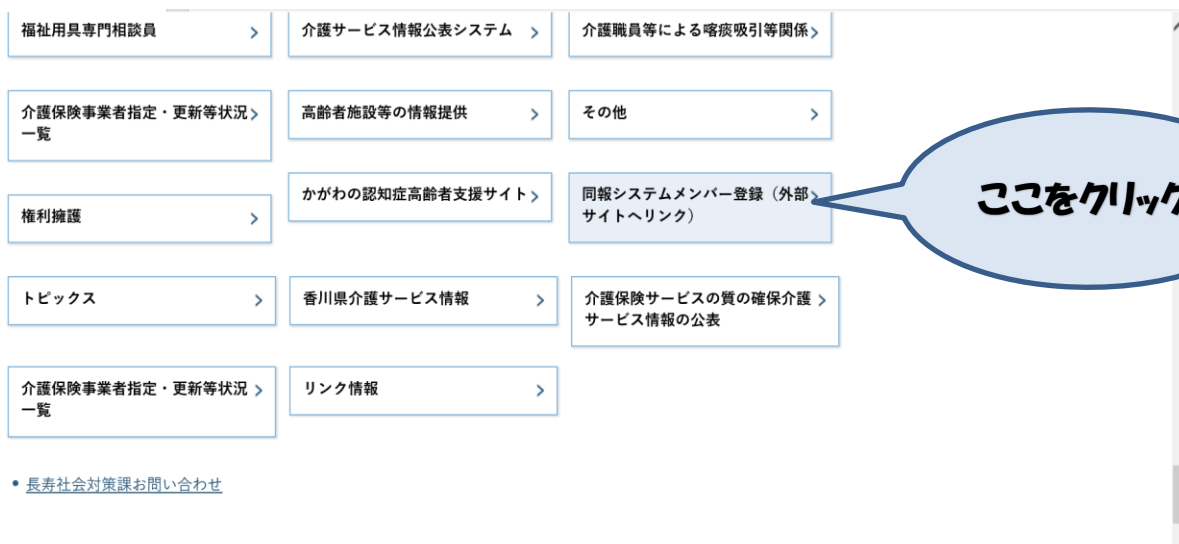 福祉用具専門相談員
介護サービス情報公表システム
介護職員等による喀痰吸引等関係
介護保険事業者指定・更新等状況
一覧
高齢者施設等の情報提供
その他
権利擁護
かがわの認知症高齢者支援サイト
同報システムメンバー登録（外部
サイトへリンク）
ここをクリック
トピックス
香川県介護サービス情報
介護保険サービスの質の確保介護
サービス情報の公表
介護保険事業者指定・更新等状況
一覧
リンク情報
• 長寿社会対策課お問い合わせ